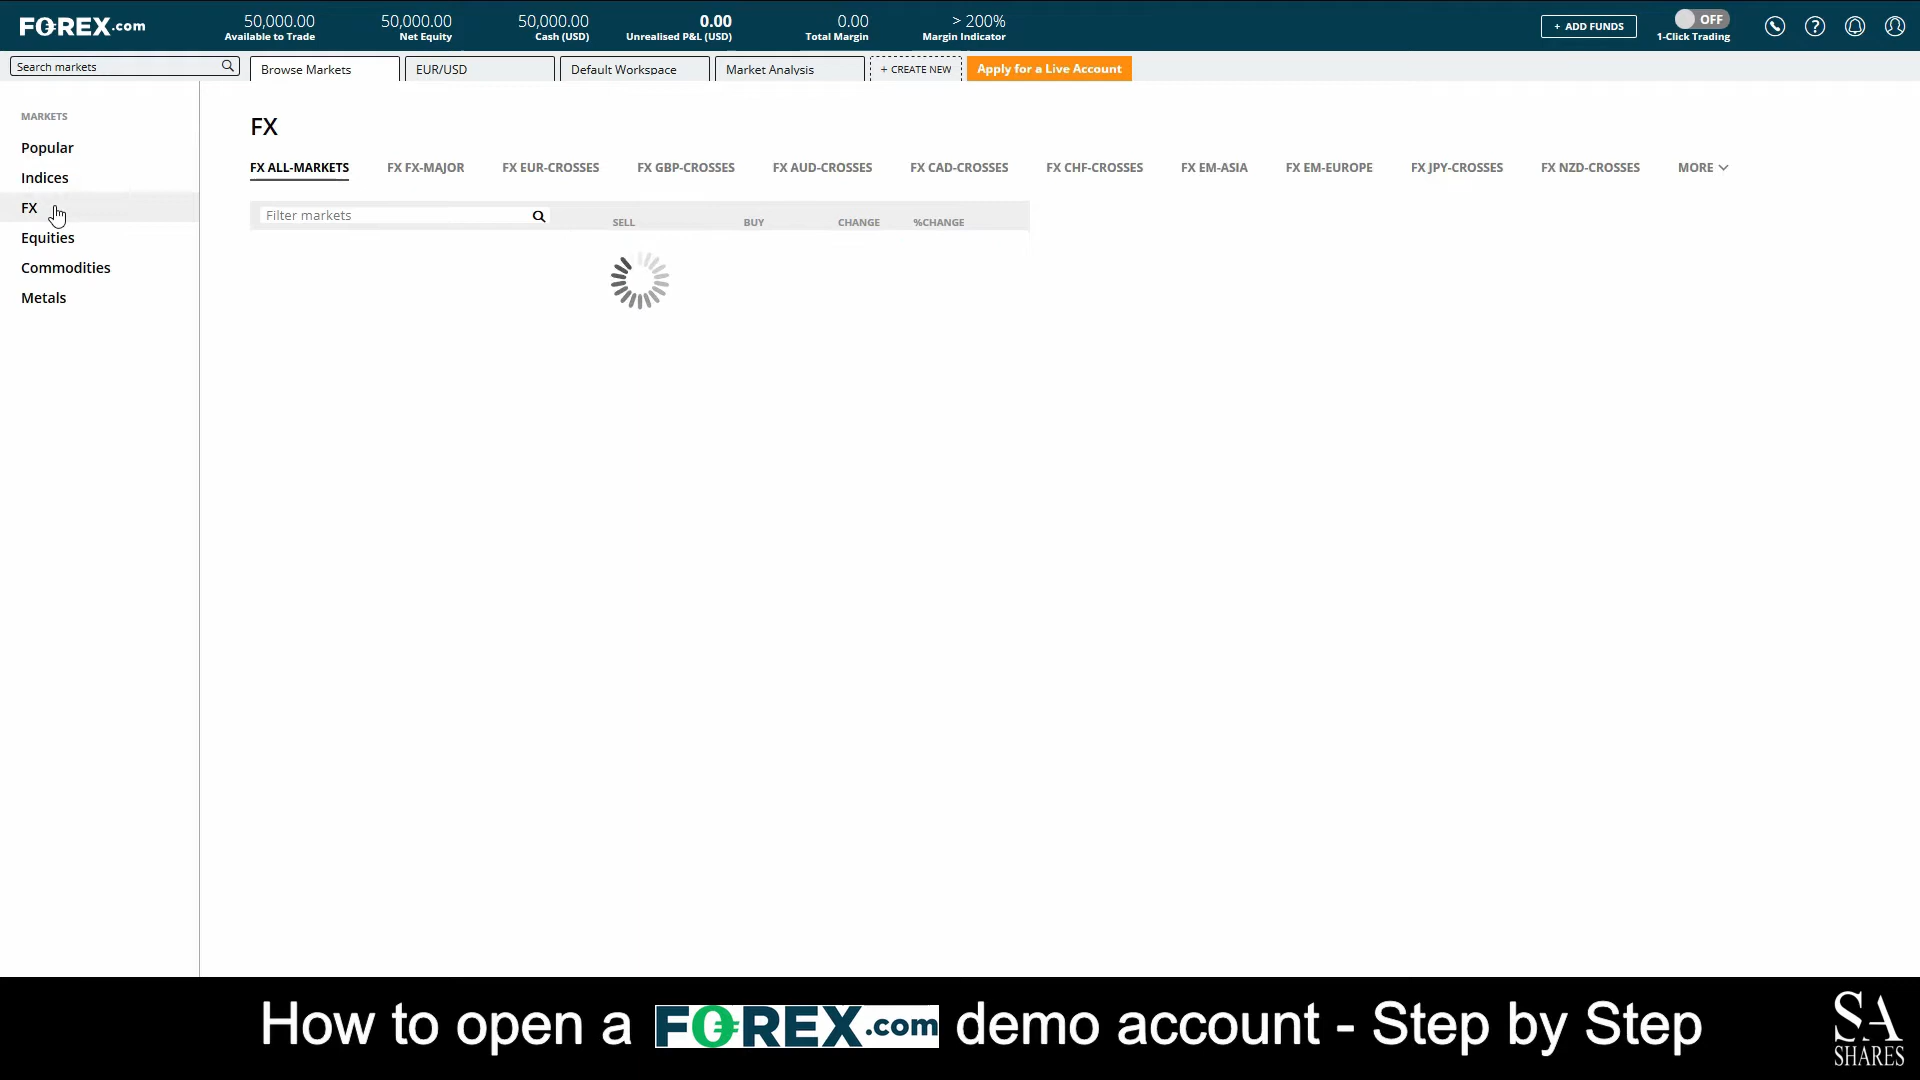 FOREX.com
50,000.00 50,000.00 50,000.00 0.00 0.00 > 200%
Available to Trade Net Equity Cash (USD) Unrealised P&L (USD) Total Margin Margin Indicator
+ ADD FUNDS
OFF
1-Click Trading
Search markets
Browse Markets EUR/USD Default Workspace Market Analysis + CREATE NEW Apply for a Live Account
MARKETS
Popular
Indices
FX
Equities
Commodities
Metals
FX
FX ALL-MARKETS FX FX-MAJOR FX EUR-CROSSES FX GBP-CROSSES FX AUD-CROSSES FX CAD-CROSSES FX CHF-CROSSES FX EM-ASIA FX EM-EUROPE FX JPY-CROSSES FX NZD-CROSSES MORE
Filter markets SELL BUY CHANGE %CHANGE
How to open a FOREX.com demo account - Step by Step
SA
SHARES